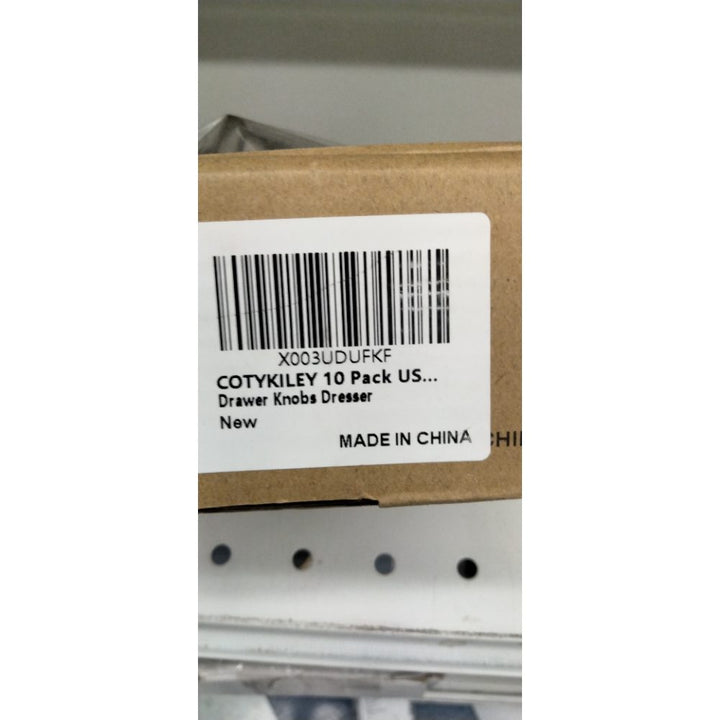 X003UDUFKF
COTYKILEY 10 Pack US...
Drawer Knobs Dresser
New
MADE IN CHINA